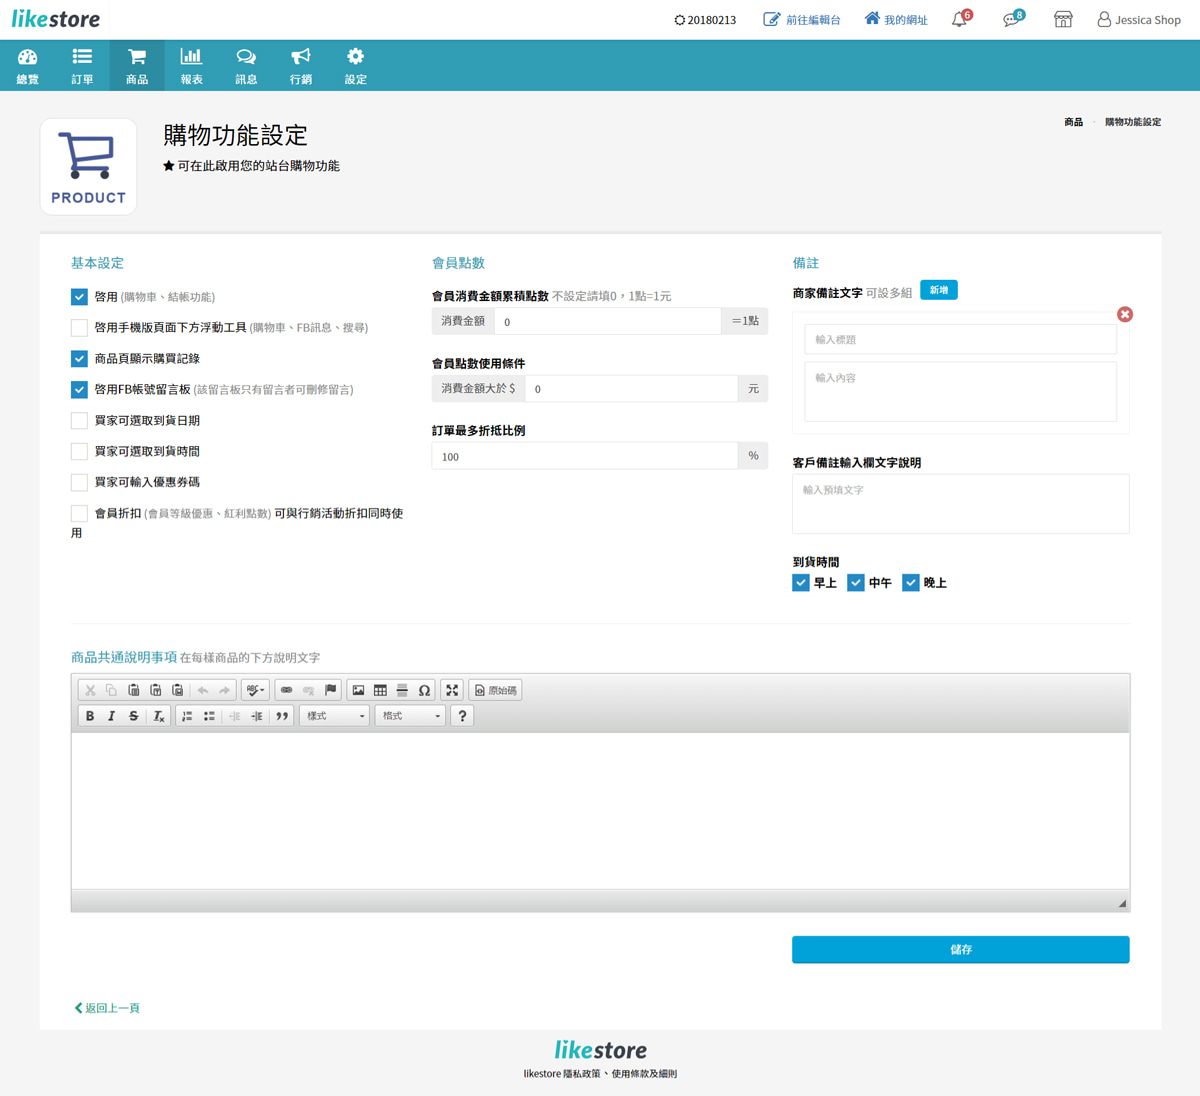 likestore
20180213
前往編輯台
我的網址
6
8
Jessica Shop
總覽
訂單
商品
報表
訊息
行銷
設定
PRODUCT
購物功能設定
可在此啟用您的站台購物功能
商品
購物功能設定
基本設定
啓用 (購物車、結帳功能)
啓用手機版頁面下方浮動工具 (購物車、FB訊息、搜尋)
商品頁顯示購買記錄
啓用FB帳號留言板 (該留言板只有留言者可刪修留言)
買家可選取到貨日期
買家可選取到貨時間
買家可輸入優惠券碼
會員折扣 (會員等級優惠、紅利點數) 可與行銷活動折扣同時使
用
會員點數
會員消費金額累積點數 不設定請填0，1點=1元
消費金額 0 ＝1點
會員點數使用條件
消費金額大於 $ 0 元
訂單最多折抵比例
100 %
備註
商家備註文字 可設多組 新增
輸入標題
輸入內容
客戶備註輸入欄文字說明
輸入預填文字
到貨時間
早上 中午 晚上
商品共通說明事項 在每樣商品的下方說明文字
ABC
Ω
原始碼
B I S Ix
樣式
格式
?
儲存
返回上一頁
likestore
likestore 隱私政策、使用條款及細則